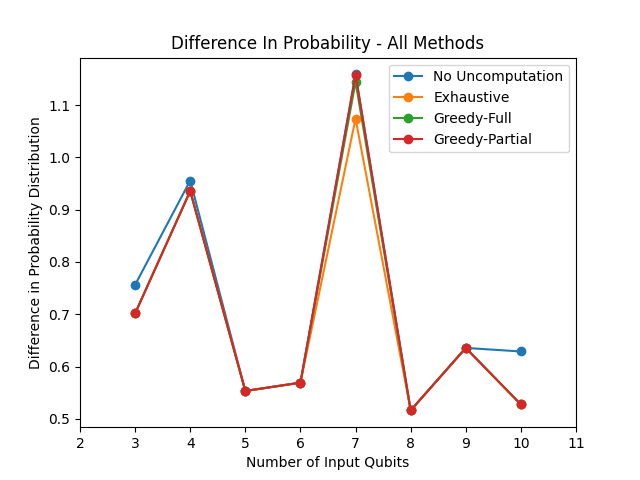 Difference In Probability - All Methods
No Uncomputation
Exhaustive
Greedy-Full
Greedy-Partial
Difference in Probability Distribution
1.1
1.0
0.9
0.8
0.7
0.6
0.5
2 3 4 5 6 7 8 9 10 11
Number of Input Qubits